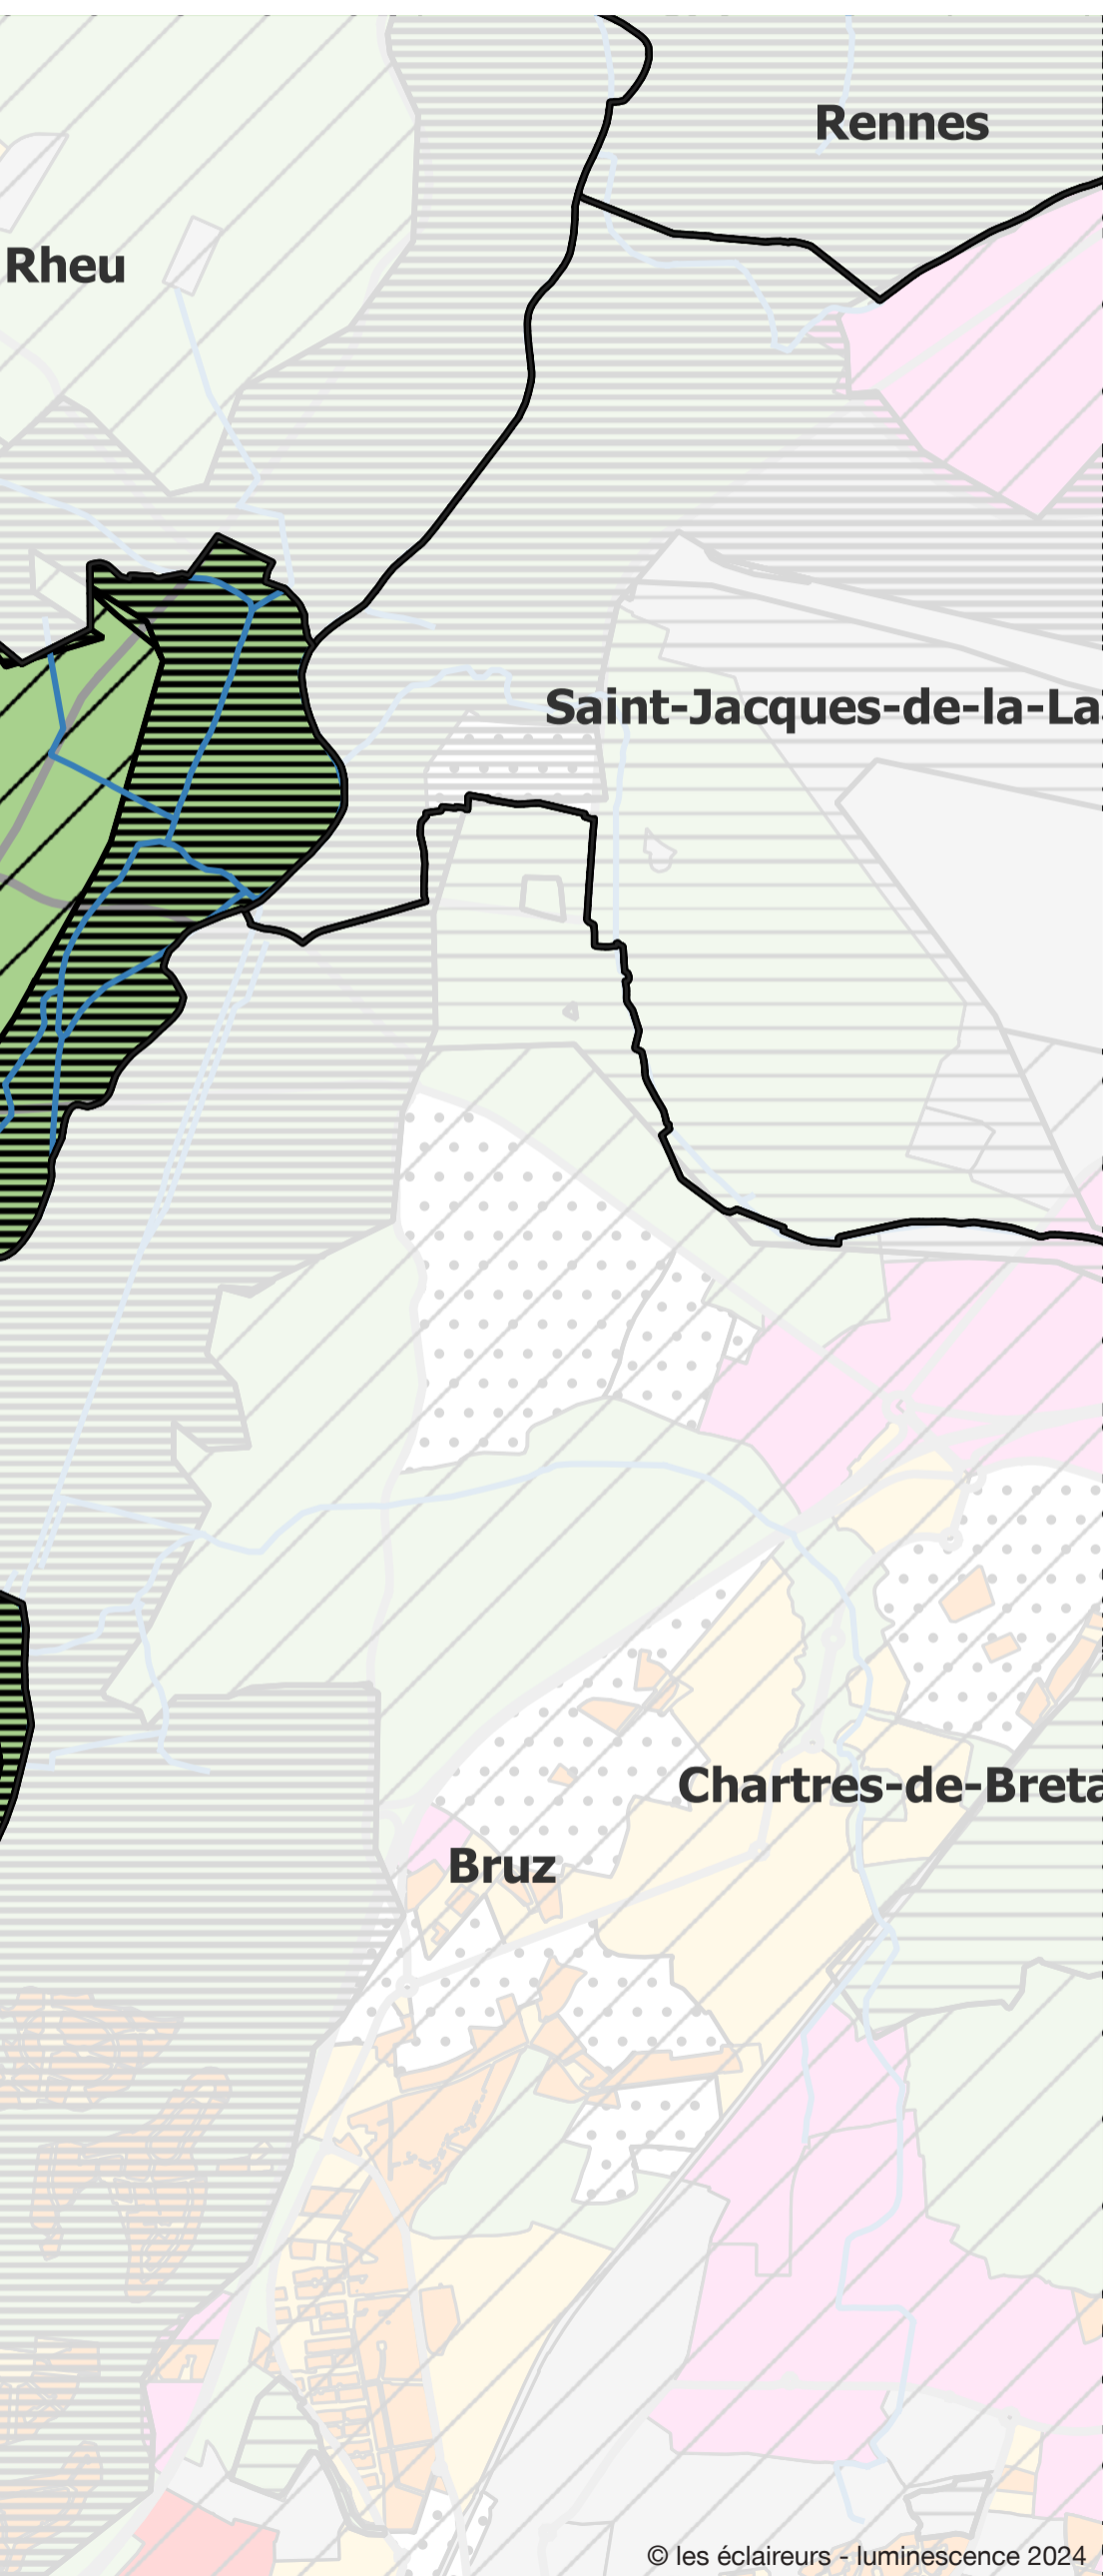 Rennes
Rheu
Saint-Jacques-de-la-La
Chartres-de-Breta
Bruz
© les éclaireurs - luminescence 2024